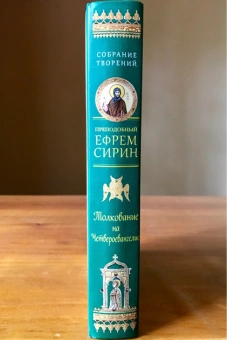 СОБРАНИЕ
ТВОРЕНИЙ
ПРЕПОДОБНЫЙ
ЕФРЕМ
СИРИН
Толкование
на
Четвероевангелие